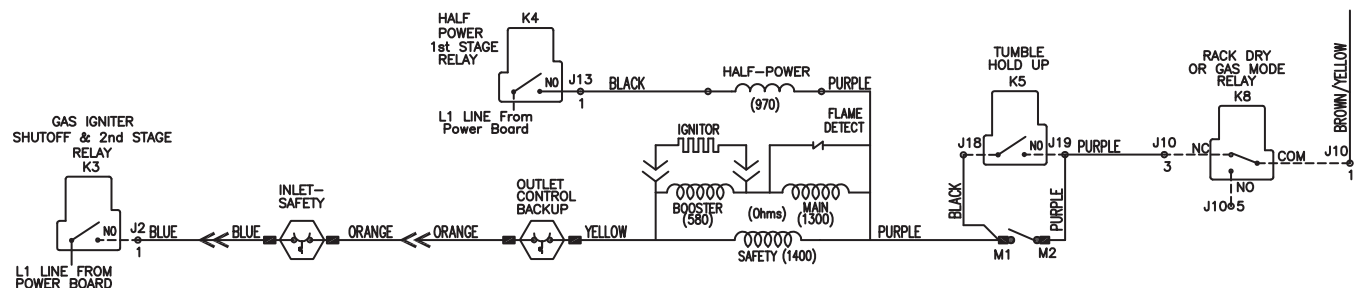 HALF
POWER
1st STAGE
RELAY
K4
NO
J13
1
BLACK
HALF-POWER
(970)
PURPLE
L1 LINE From
Power Board
GAS IGNITER
SHUTOFF & 2nd STAGE
RELAY
K3
NO
J2
1
BLUE
BLUE
L1 LINE FROM
POWER BOARD
INLET-
SAFETY
ORANGE
ORANGE
OUTLET
CONTROL
BACKUP
YELLOW
IGNITOR
FLAME
DETECT
BOOSTER
(580)
(Ohms)
MAIN
(1300)
SAFETY (1400)
PURPLE
TUMBLE
HOLD UP
K5
J18
NO
J19
PURPLE
BLACK
PURPLE
M1
M2
J10
3
RACK DRY
OR GAS MODE
RELAY
K8
NC
COM
NO
J10
5
J10
1
BROWN/YELLOW